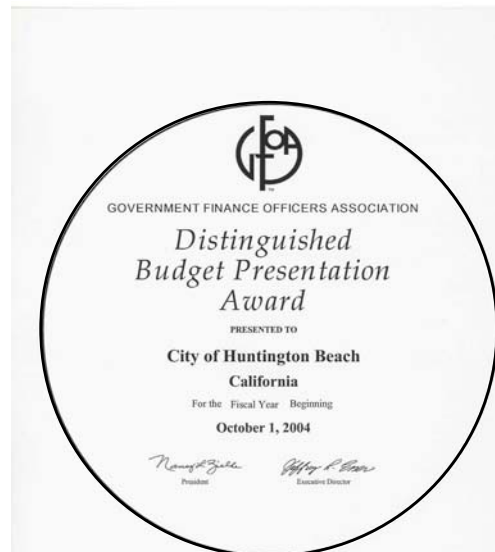 GFOA
TM
GOVERNMENT FINANCE OFFICERS ASSOCIATION
Distinguished
Budget Presentation
Award
PRESENTED TO
City of Huntington Beach
California
For the Fiscal Year Beginning
October 1, 2004
President
Executive Director